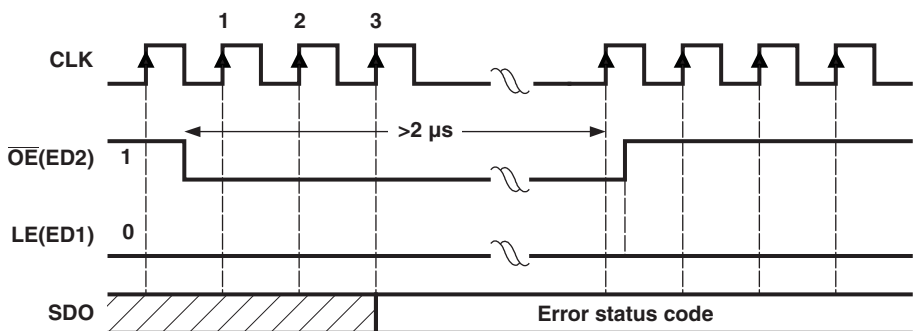 1 2 3
CLK
>2 µs
OE(ED2) 1
LE(ED1) 0
SDO Error status code